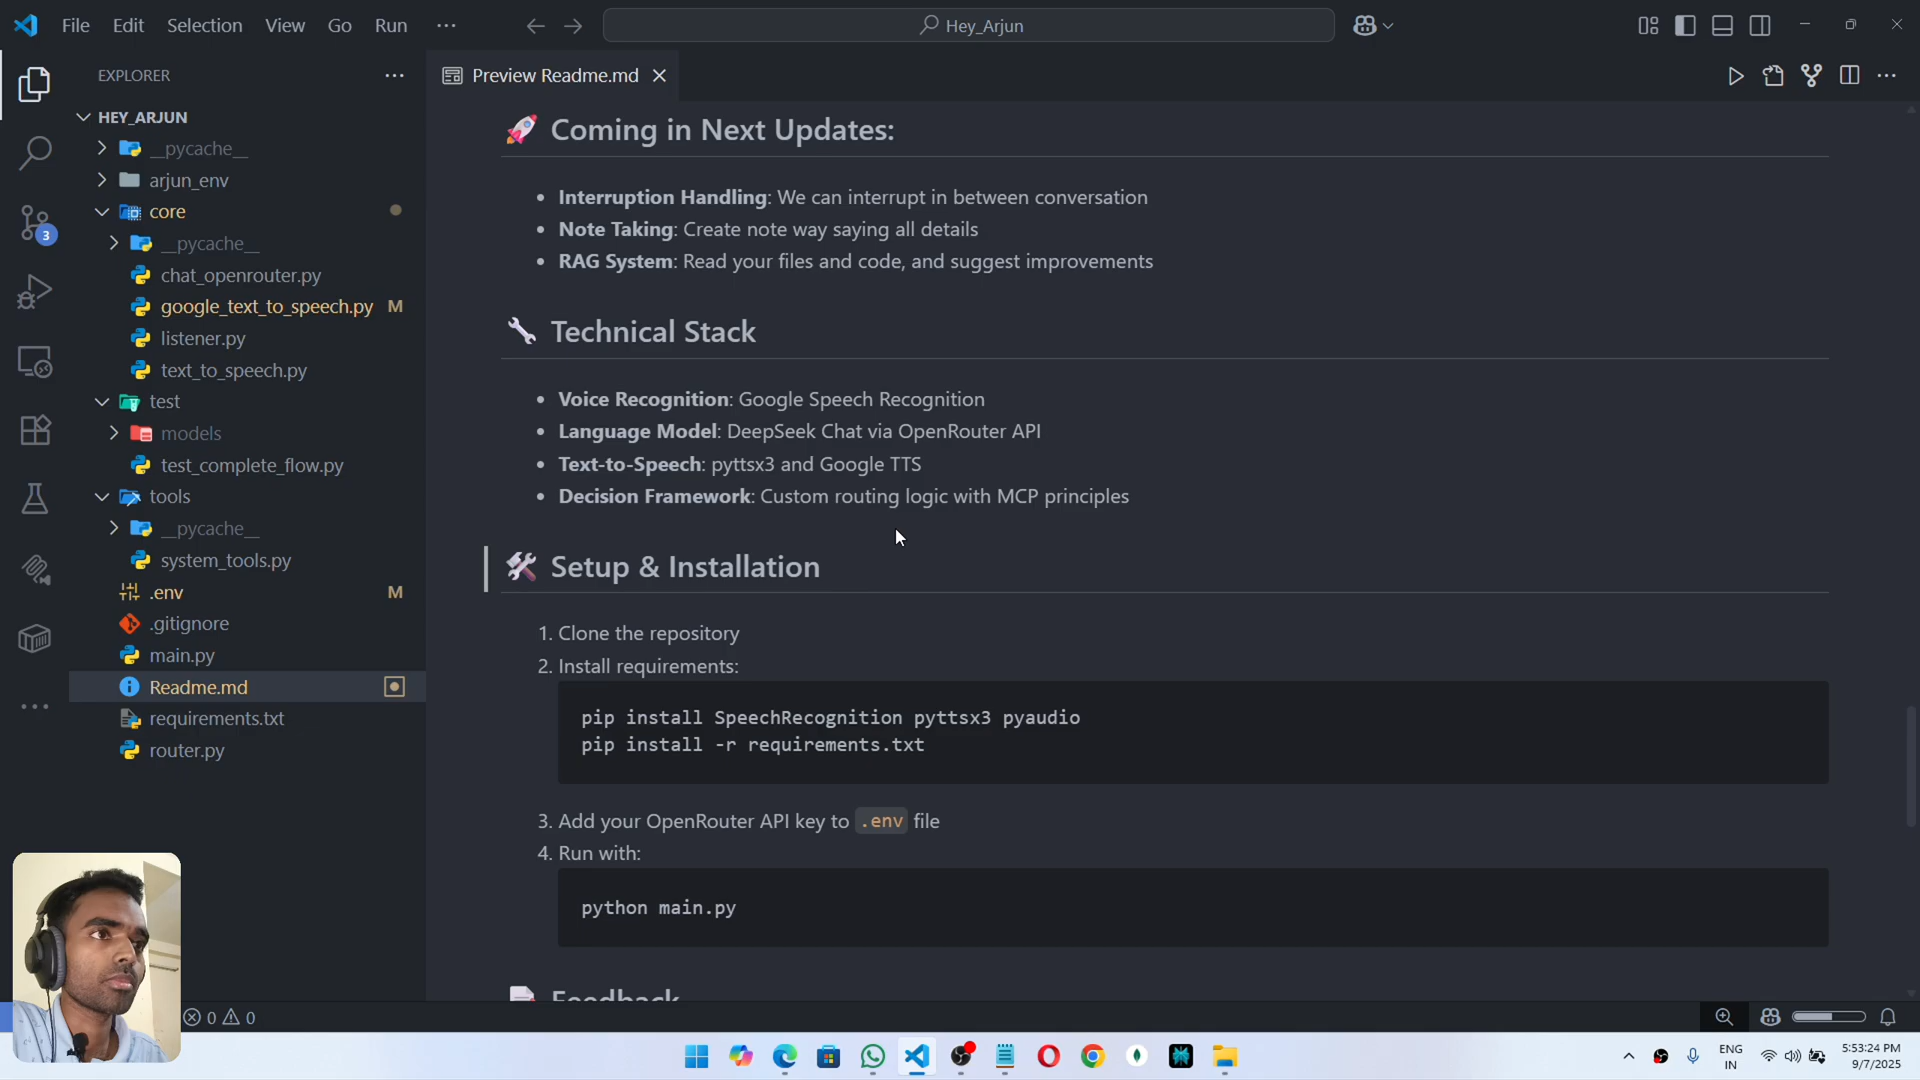 File Edit Selection View Go Run ···
Hey_Arjun
EXPLORER
Preview Readme.md
HEY_ARJUN
__pycache__
arjun_env
core
__pycache__
chat_openrouter.py
google_text_to_speech.py M
listener.py
text_to_speech.py
test
models
test_complete_flow.py
tools
__pycache__
system_tools.py
.env M
.gitignore
main.py
Readme.md
requirements.txt
router.py
3
🚀 Coming in Next Updates:
• Interruption Handling: We can interrupt in between conversation
• Note Taking: Create note way saying all details
• RAG System: Read your files and code, and suggest improvements
🔧 Technical Stack
• Voice Recognition: Google Speech Recognition
• Language Model: DeepSeek Chat via OpenRouter API
• Text-to-Speech: pyttsx3 and Google TTS
• Decision Framework: Custom routing logic with MCP principles
🛠️ Setup & Installation
1. Clone the repository
2. Install requirements:
pip install SpeechRecognition pyttsx3 pyaudio
pip install -r requirements.txt
3. Add your OpenRouter API key to .env file
4. Run with:
python main.py
Feedback
0 0
ENG
IN
5:53:24 PM
9/7/2025